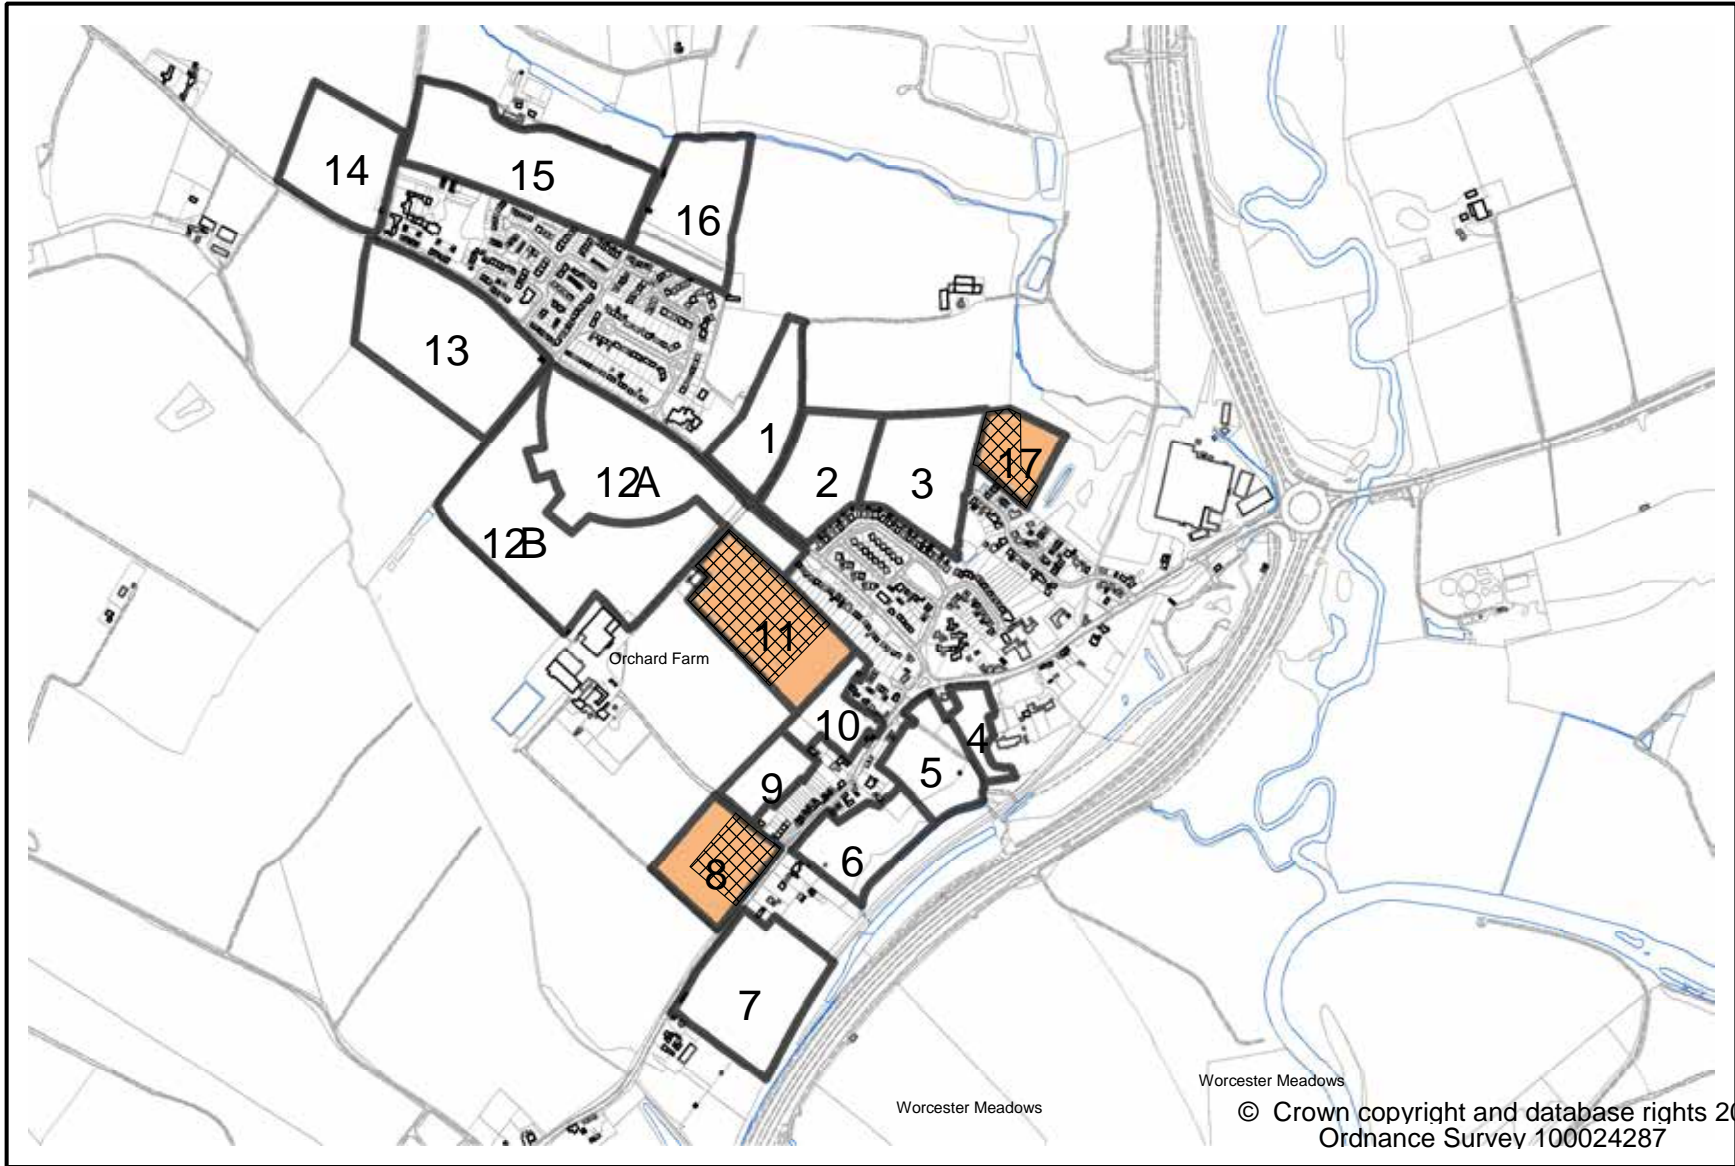 14
15
16
13
1
2
3
17
12A
12B
11
Orchard Farm
10
4
5
9
6
8
7
Worcester Meadows
Worcester Meadows
© Crown copyright and database rights 20
Ordnance Survey 100024287